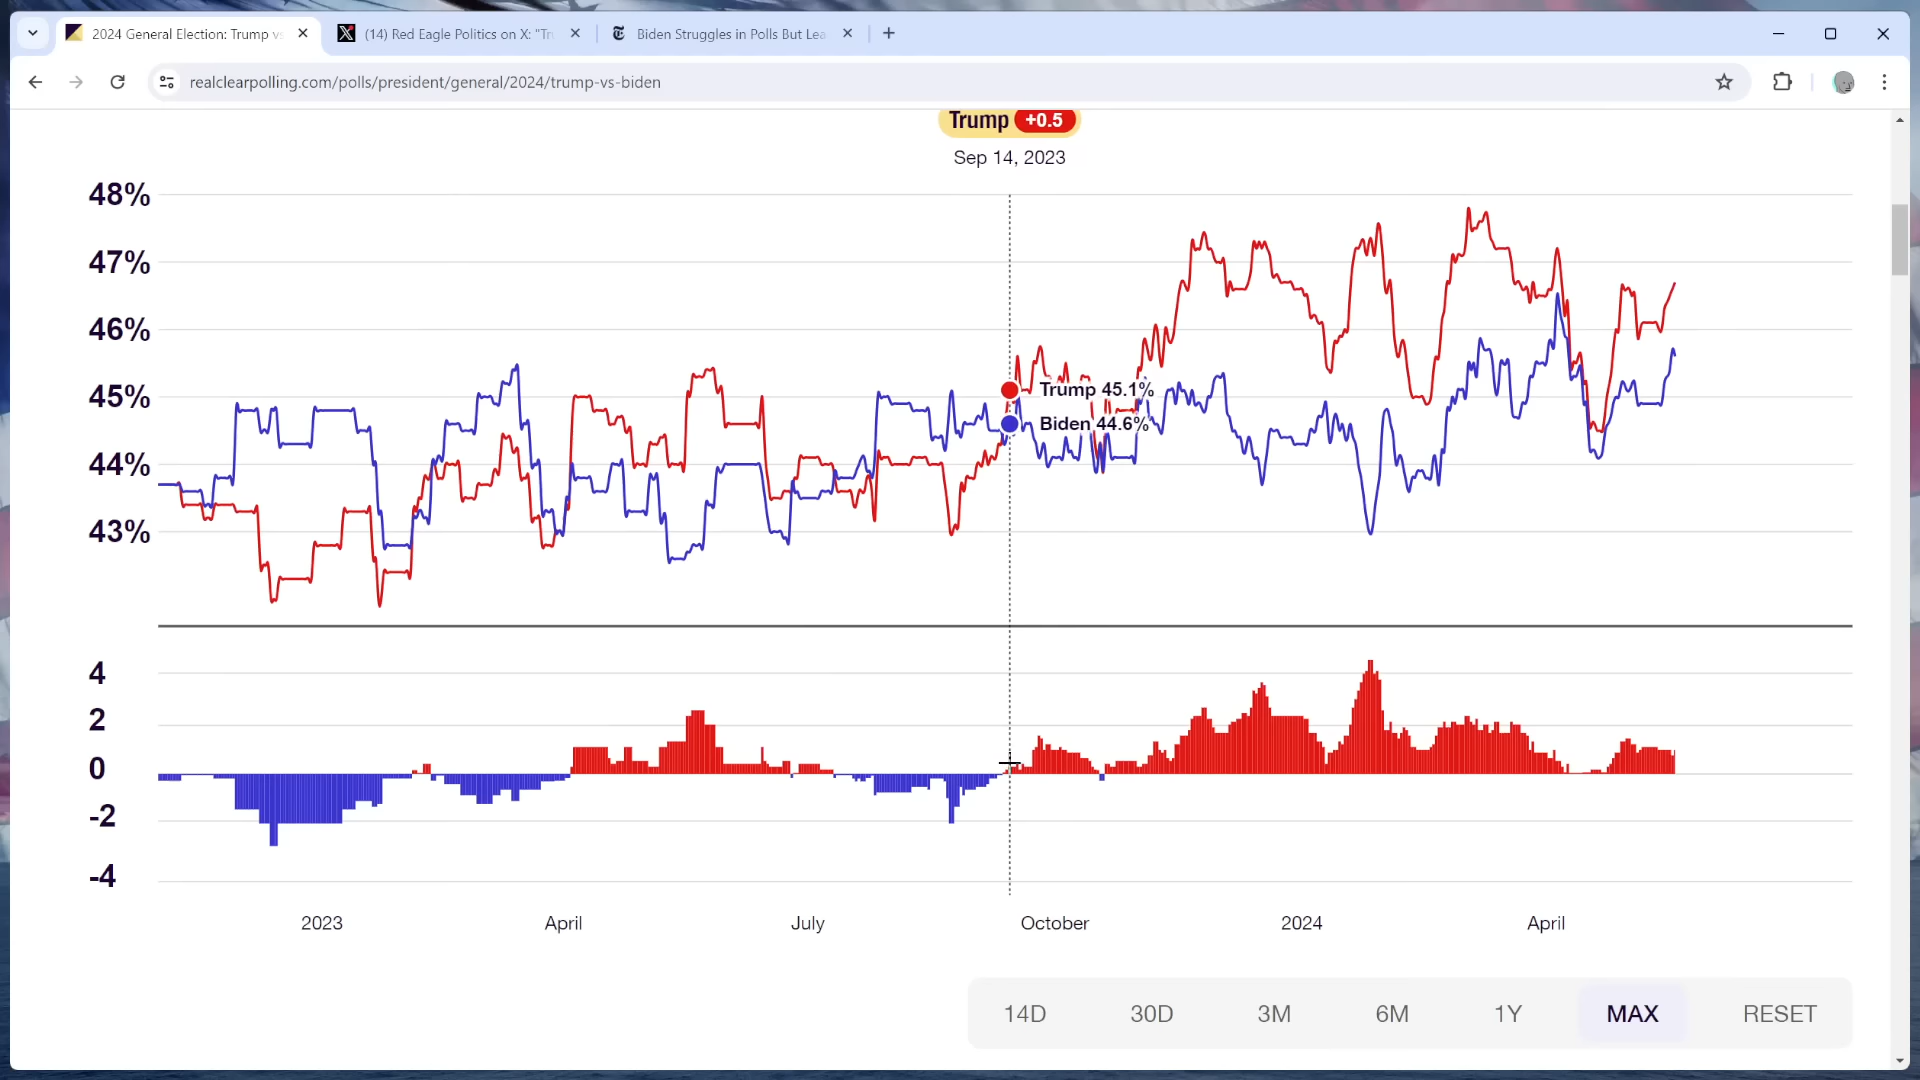 2024 General Election: Trump vs
(14) Red Eagle Politics on X: "Tr
Biden Struggles in Polls But Lea
realclearpolling.com/polls/president/general/2024/trump-vs-biden
Trump +0.5
Sep 14, 2023
48%
47%
46%
45%
44%
43%
Trump 45.1%
Biden 44.6%
4
2
0
-2
-4
2023 April July October 2024 April
14D 30D 3M 6M 1Y MAX RESET